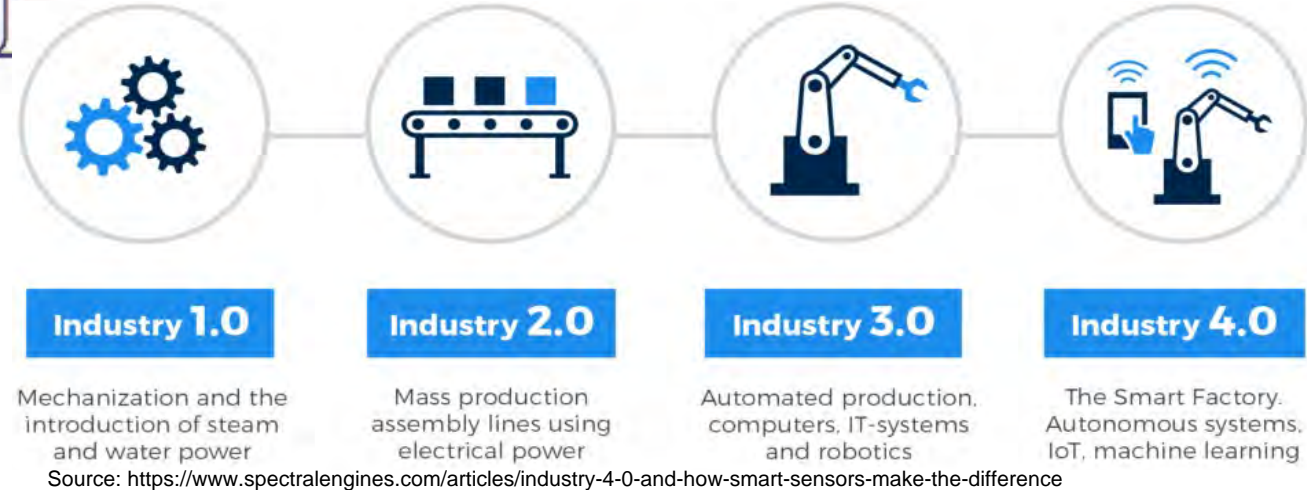 Industry 1.0
Mechanization and the
introduction of steam
and water power
Industry 2.0
Mass production
assembly lines using
electrical power
Industry 3.0
Automated production,
computers, IT-systems
and robotics
Industry 4.0
The Smart Factory.
Autonomous systems,
IoT, machine learning
Source: https://www.spectralengines.com/articles/industry-4-0-and-how-smart-sensors-make-the-difference